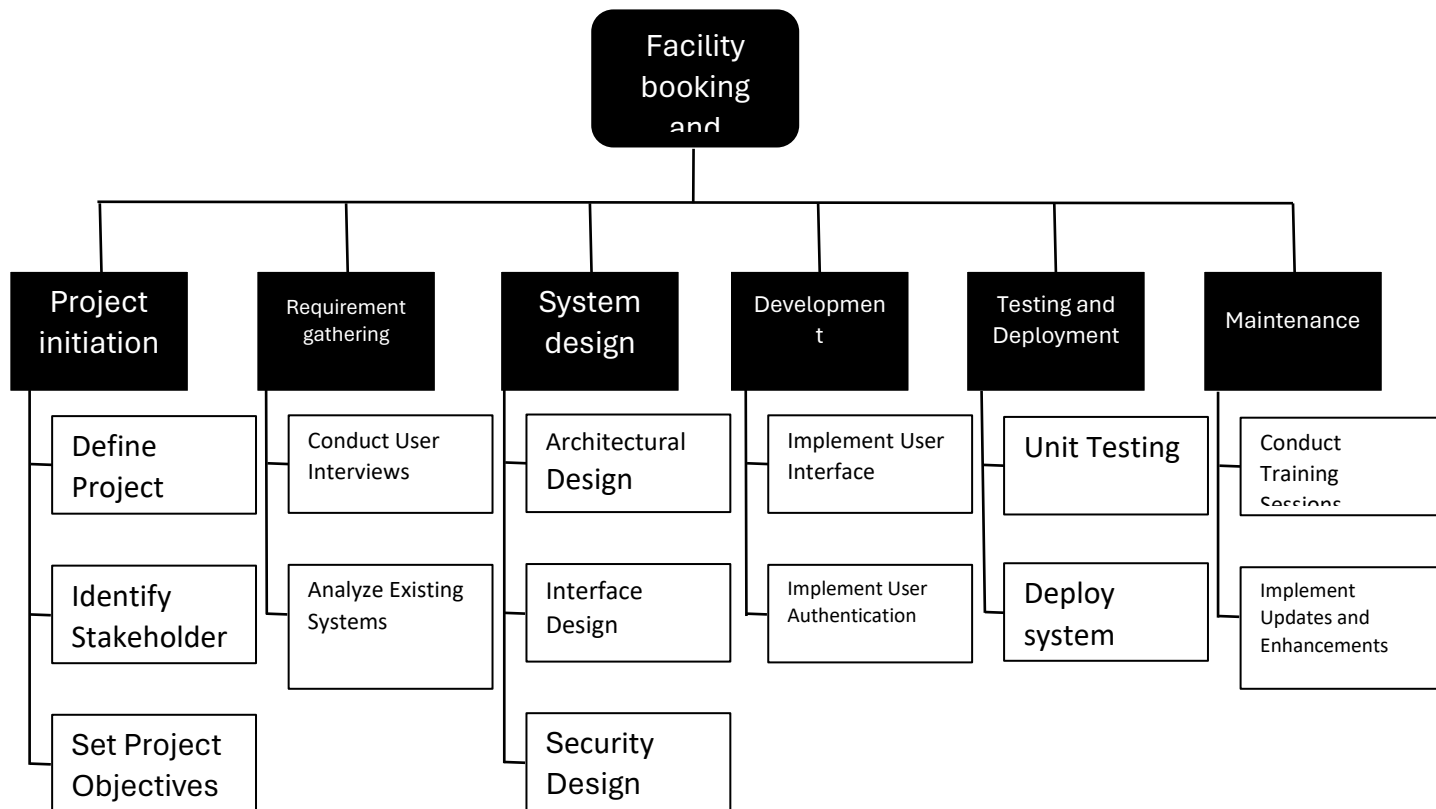 Facility
booking
and
Project
initiation
Requirement
gathering
System
design
Developmen
t
Testing and
Deployment
Maintenance
Define
Project
Identify
Stakeholder
Set Project
Objectives
Conduct User
Interviews
Analyze Existing
Systems
Architectural
Design
Interface
Design
Security
Design
Implement User
Interface
Implement User
Authentication
Unit Testing
Deploy
system
Conduct
Training
Sessions
Implement
Updates and
Enhancements